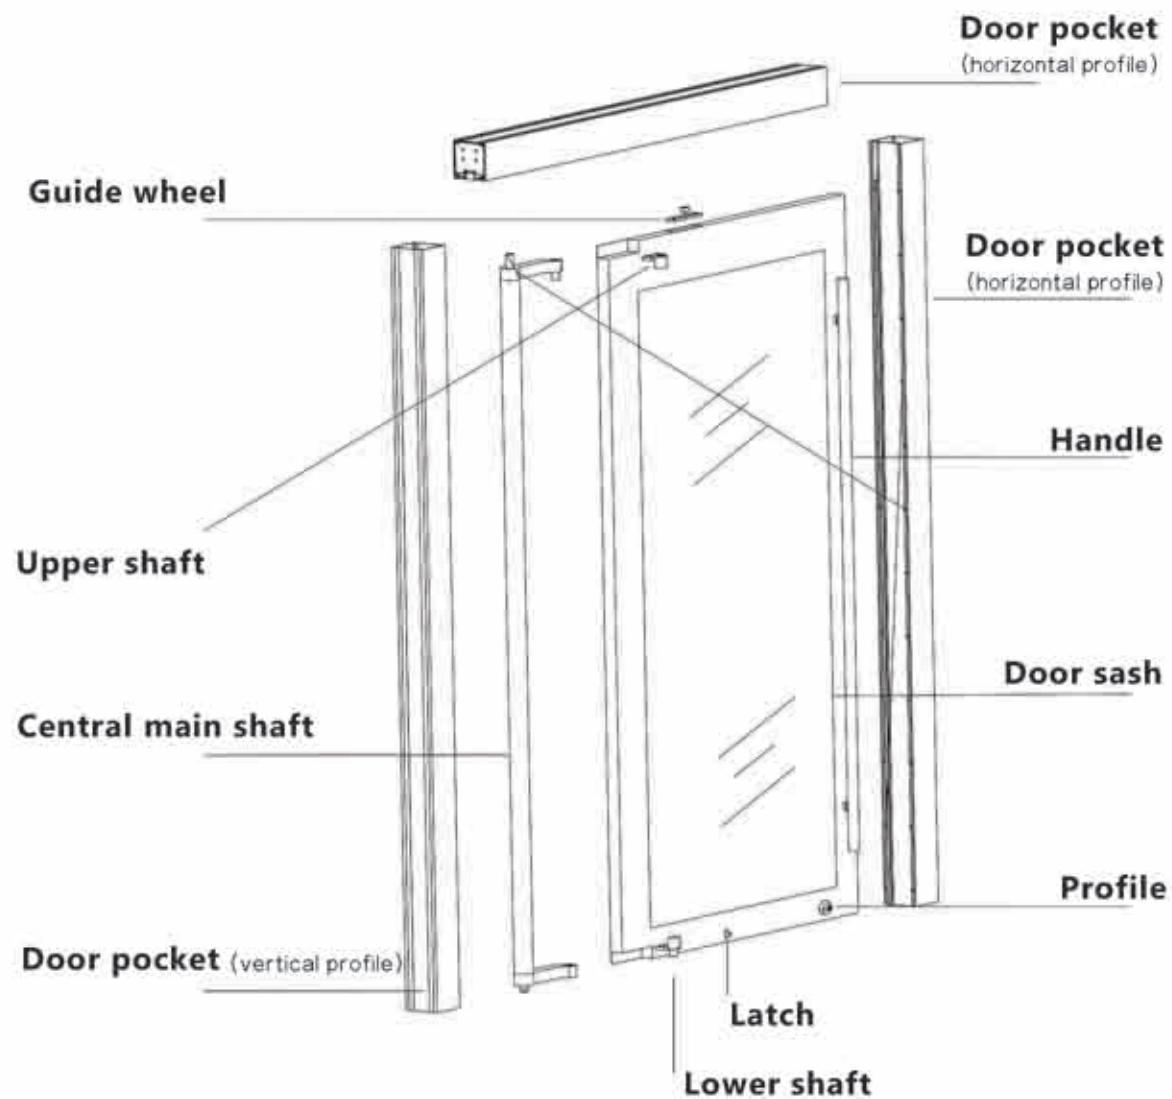 Door pocket
(horizontal profile)
Guide wheel
Door pocket
(horizontal profile)
Handle
Upper shaft
Door sash
Central main shaft
Profile
Door pocket (vertical profile)
Latch
Lower shaft